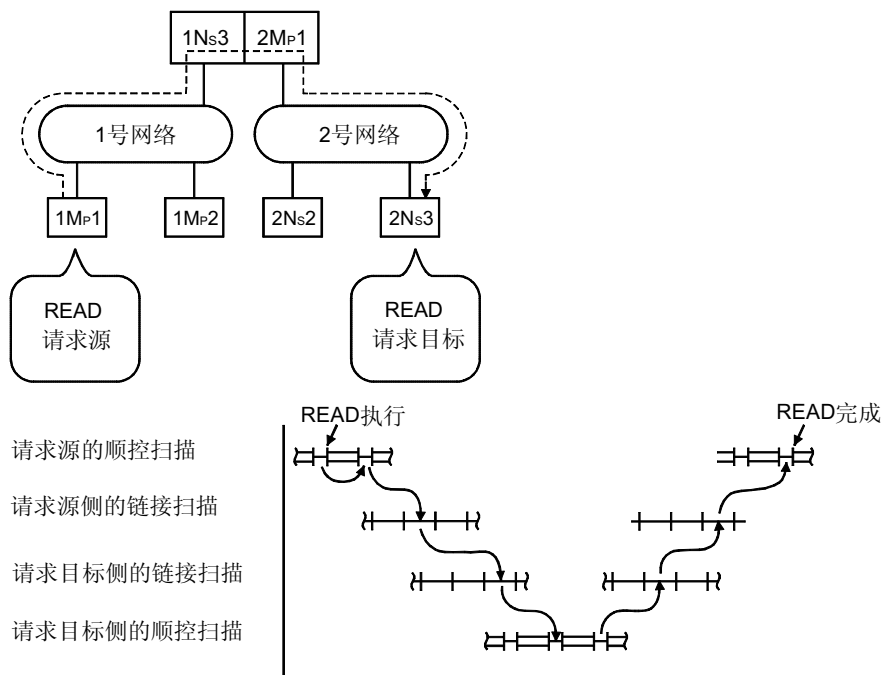 1Ns3 2MP1
1号网络 2号网络
1MP1 1MP2 2Ns2 2Ns3
READ
请求源
READ
请求目标
READ执行 READ完成
请求源的顺控扫描
请求源侧的链接扫描
请求目标侧的链接扫描
请求目标侧的顺控扫描